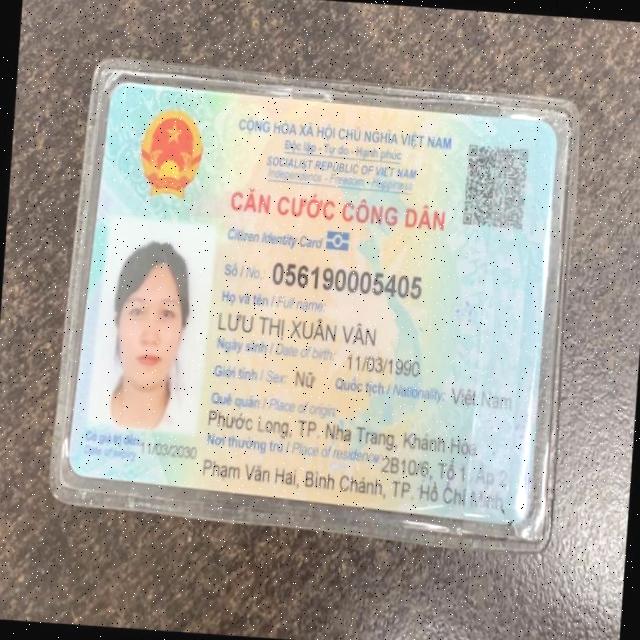 CỘNG HÒA XÃ HỘI CHỦ NGHĨA VIỆT NAM
Độc lập - Tự do - Hạnh phúc
SOCIALIST REPUBLIC OF VIET NAM
Independence - Freedom - Happiness
CĂN CƯỚC CÔNG DÂN
Citizen Identity Card
Số / No.: 056190005405
Họ và tên / Full name:
LƯU THỊ XUÂN VÂN
Ngày sinh / Date of birth: 11/03/1990
Giới tính / Sex: Nữ Quốc tịch / Nationality: Việt Nam
Quê quán / Place of origin:
Phước Long, TP. Nha Trang, Khánh Hòa
Nơi thường trú / Place of residence: 2B10/6, Tổ 1, Ấp 2
Phạm Văn Hai, Bình Chánh, TP. Hồ Chí Minh
Có giá trị đến: 11/03/2030
Date of expiry